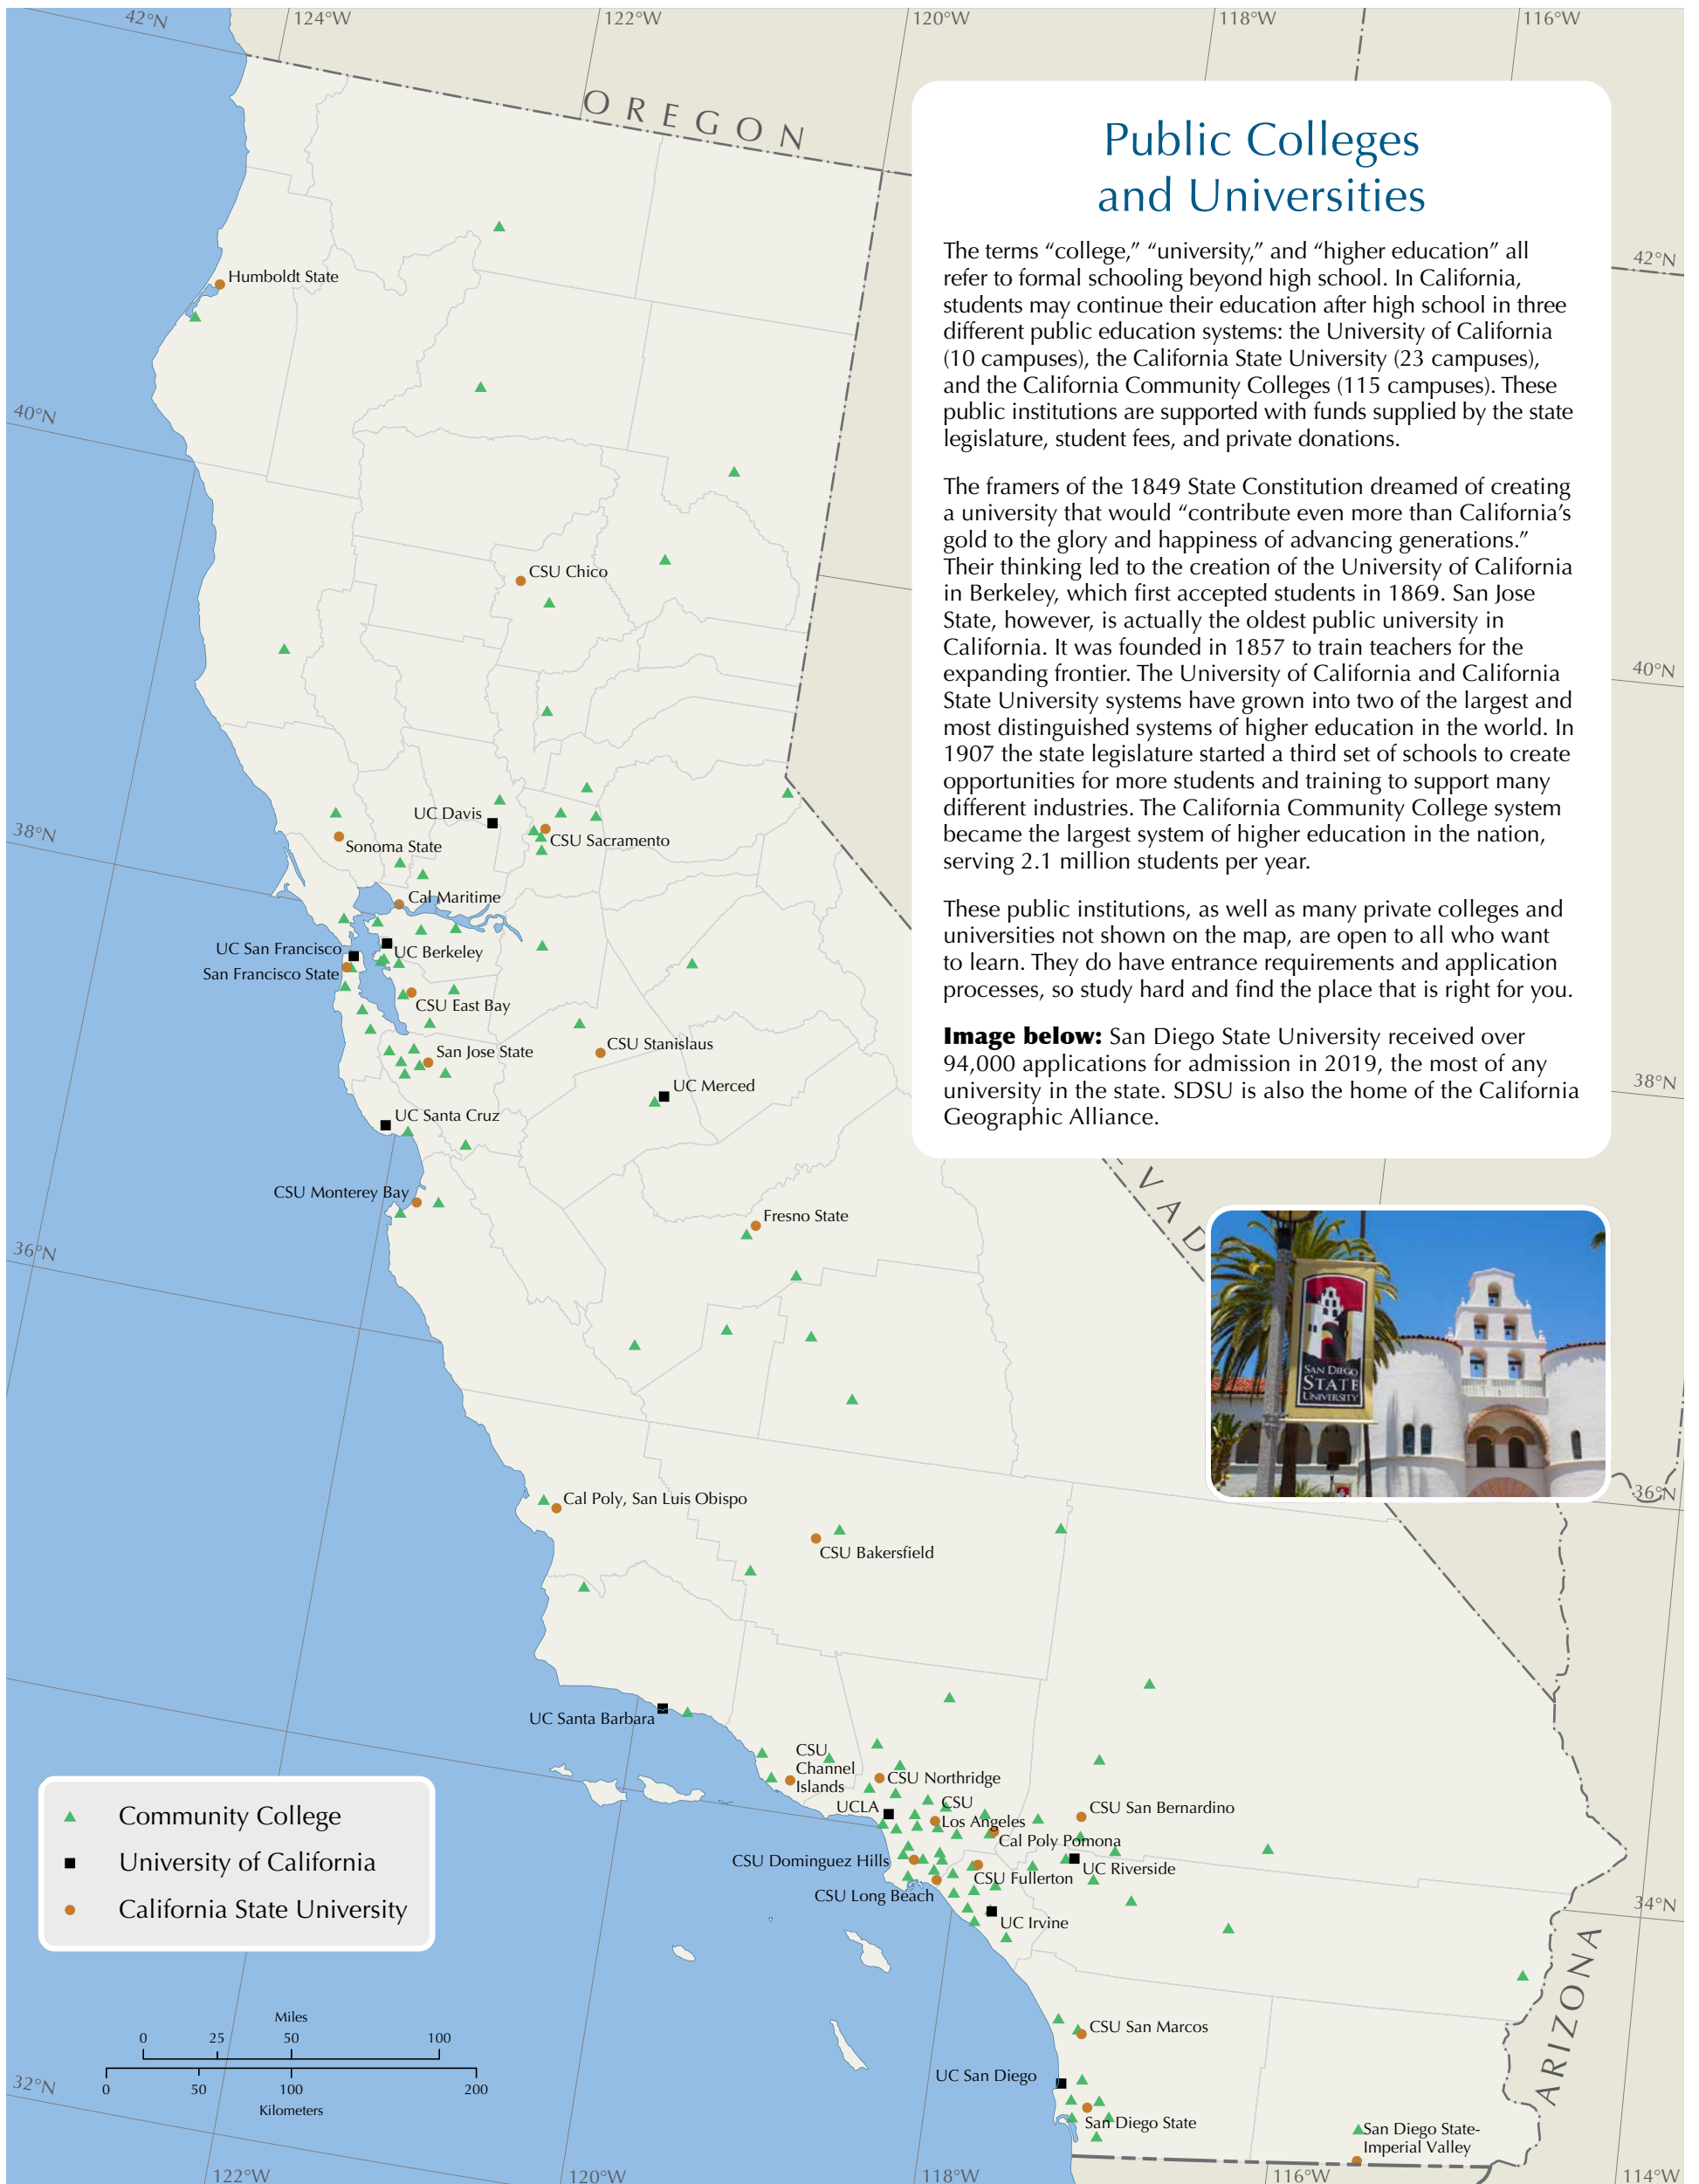 42°N
124°W
122°W
120°W
118°W
116°W
OREGON
Public Colleges
and Universities
The terms “college,” “university,” and “higher education” all
refer to formal schooling beyond high school. In California,
students may continue their education after high school in three
different public education systems: the University of California
(10 campuses), the California State University (23 campuses),
and the California Community Colleges (115 campuses). These
public institutions are supported with funds supplied by the state
legislature, student fees, and private donations.
The framers of the 1849 State Constitution dreamed of creating
a university that would “contribute even more than California’s
gold to the glory and happiness of advancing generations.”
Their thinking led to the creation of the University of California
in Berkeley, which first accepted students in 1869. San Jose
State, however, is actually the oldest public university in
California. It was founded in 1857 to train teachers for the
expanding frontier. The University of California and California
State University systems have grown into two of the largest and
most distinguished systems of higher education in the world. In
1907 the state legislature started a third set of schools to create
opportunities for more students and training to support many
different industries. The California Community College system
became the largest system of higher education in the nation,
serving 2.1 million students per year.
These public institutions, as well as many private colleges and
universities not shown on the map, are open to all who want
to learn. They do have entrance requirements and application
processes, so study hard and find the place that is right for you.
Image below: San Diego State University received over
94,000 applications for admission in 2019, the most of any
university in the state. SDSU is also the home of the California
Geographic Alliance.
42°N
40°N
38°N
36°N
34°N
40°N
38°N
36°N
32°N
Humboldt State
CSU Chico
UC Davis
CSU Sacramento
Sonoma State
Cal Maritime
UC San Francisco
UC Berkeley
San Francisco State
CSU East Bay
San Jose State
CSU Stanislaus
UC Merced
UC Santa Cruz
CSU Monterey Bay
Fresno State
VAD
SAN DIEGO
STATE
UNIVERSITY
Cal Poly, San Luis Obispo
CSU Bakersfield
UC Santa Barbara
CSU
Channel
Islands
CSU Northridge
UCLA
CSU
Los Angeles
CSU San Bernardino
Cal Poly Pomona
CSU Dominguez Hills
UC Riverside
CSU Fullerton
CSU Long Beach
UC Irvine
CSU San Marcos
UC San Diego
San Diego State
San Diego State-
Imperial Valley
ARIZONA
Community College
University of California
California State University
Miles
0 25 50 100
0 50 100 200
Kilometers
122°W
120°W
118°W
116°W
114°W